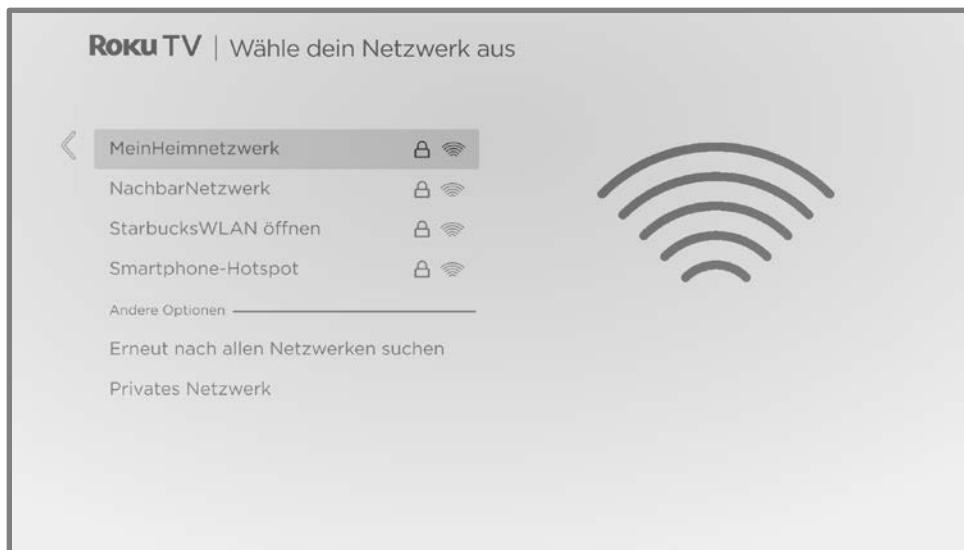 Roku TV | Wähle dein Netzwerk aus
MeinHeimnetzwerk
NachbarNetzwerk
StarbucksWLAN öffnen
Smartphone-Hotspot
Andere Optionen
Erneut nach allen Netzwerken suchen
Privates Netzwerk